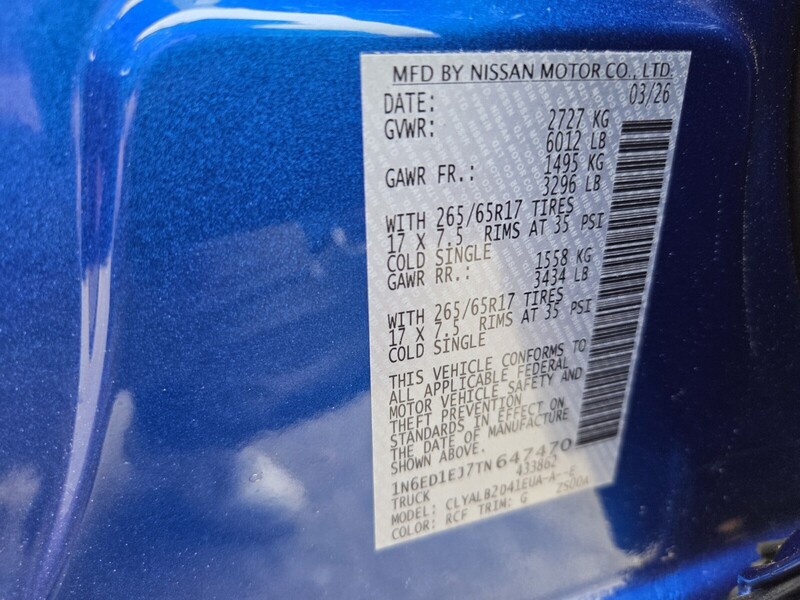 MFD BY NISSAN MOTOR CO., LTD.
DATE: 03/26
GVWR: 2727 KG
6012 LB
GAWR FR.: 1495 KG
3296 LB
WITH 265/65R17 TIRES
17 X 7.5 RIMS AT 35 PSI
COLD SINGLE
GAWR RR.: 1558 KG
3434 LB
WITH 265/65R17 TIRES
17 X 7.5 RIMS AT 35 PSI
COLD SINGLE
THIS VEHICLE CONFORMS TO
ALL APPLICABLE FEDERAL
MOTOR VEHICLE SAFETY AND
THEFT PREVENTION
STANDARDS IN EFFECT ON
THE DATE OF MANUFACTURE
SHOWN ABOVE.
1N6ED1EJ7TN647470
TRUCK 433862
MODEL: CLYALB2041EUA-A--E
COLOR: RCF TRIM: G ZS00A